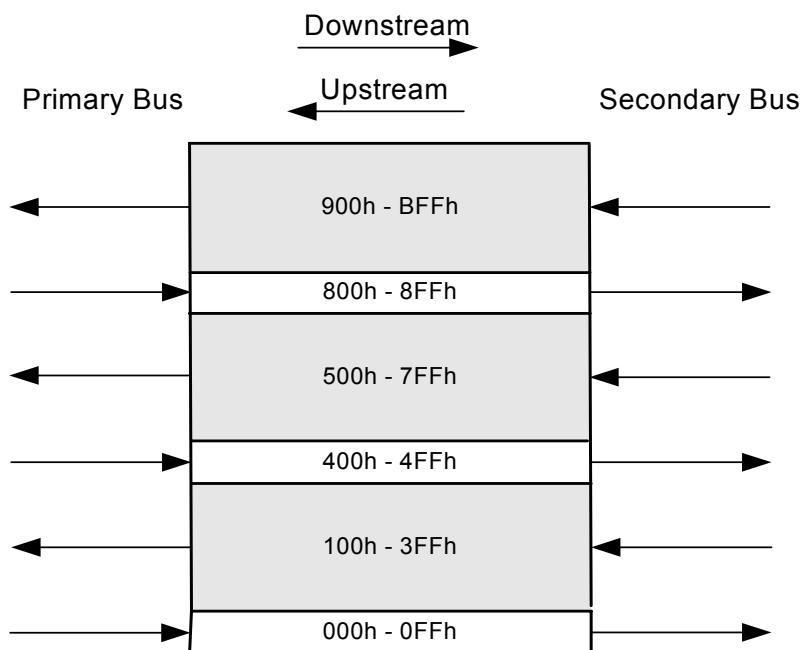 Downstream
Upstream
Primary Bus
Secondary Bus
900h - BFFh
800h - 8FFh
500h - 7FFh
400h - 4FFh
100h - 3FFh
000h - 0FFh